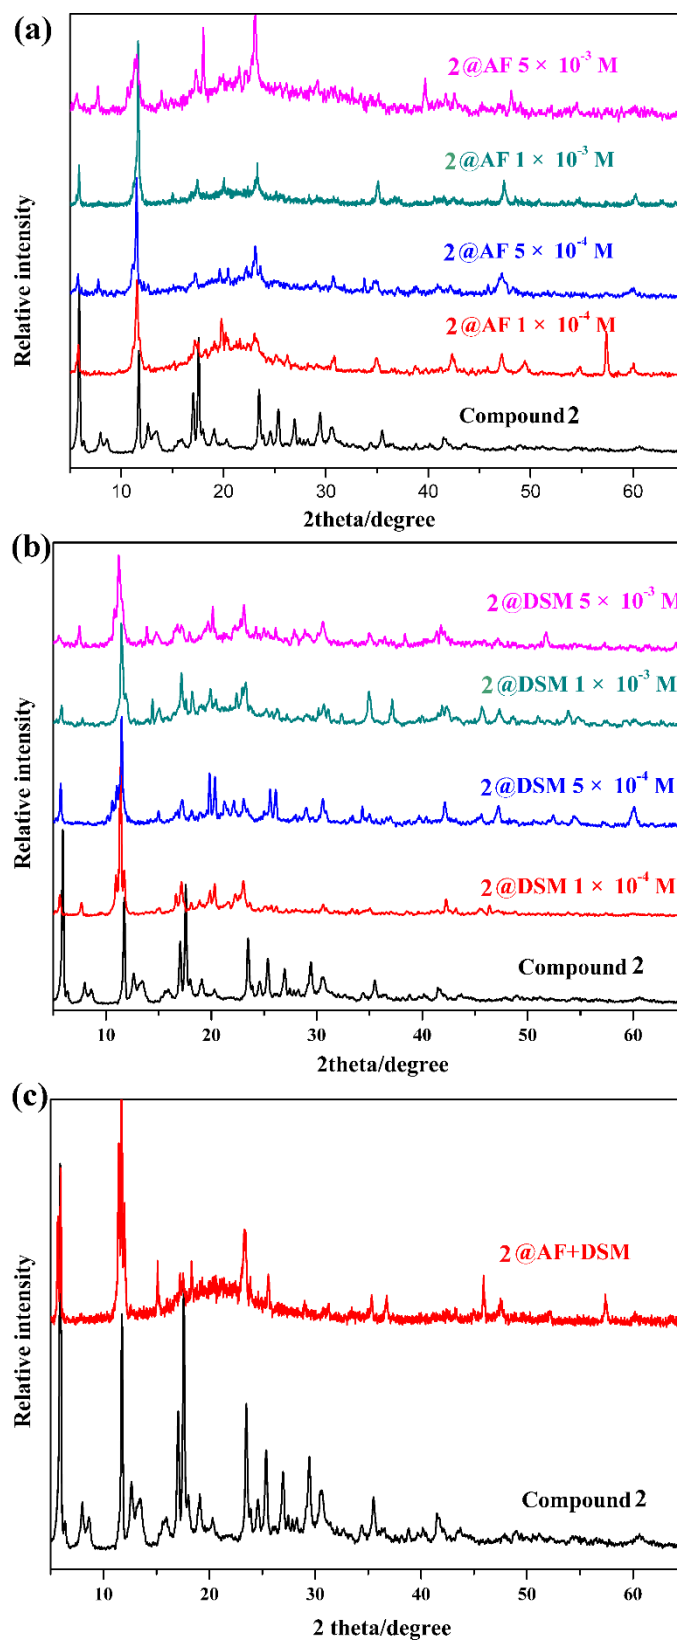 (a)
2@AF 5 × 10⁻³ M
2@AF 1 × 10⁻³ M
2@AF 5 × 10⁻⁴ M
2@AF 1 × 10⁻⁴ M
Compound 2
Relative intensity
10 20 30 40 50 60
2theta/degree
(b)
2@DSM 5 × 10⁻³ M
2@DSM 1 × 10⁻³ M
2@DSM 5 × 10⁻⁴ M
2@DSM 1 × 10⁻⁴ M
Compound 2
Relative intensity
10 20 30 40 50 60
2theta/degree
(c)
2@AF+DSM
Compound 2
Relative intensity
10 20 30 40 50 60
2 theta/degree